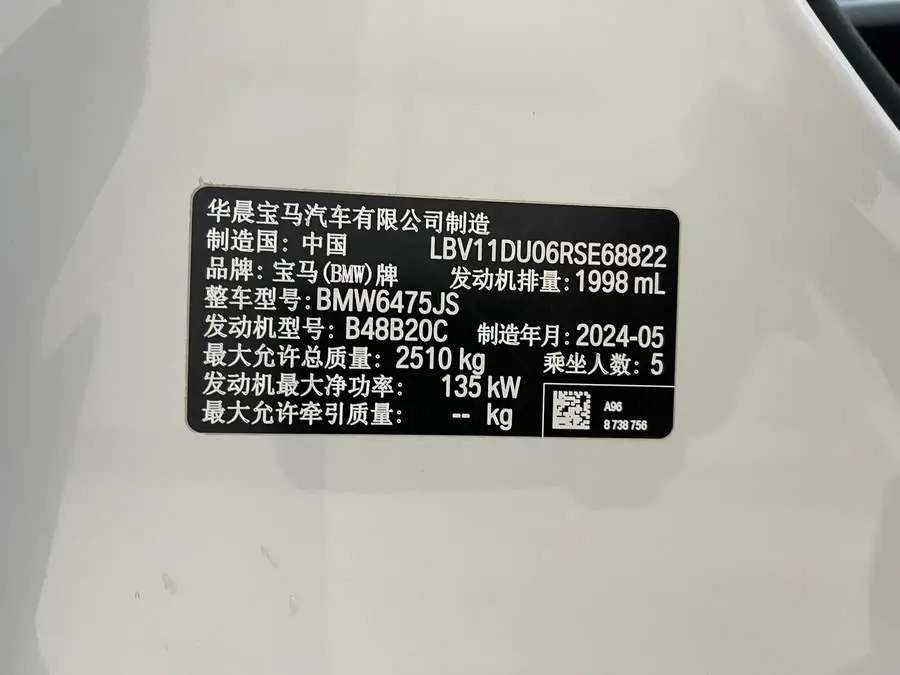 华晨宝马汽车有限公司制造
制造国: 中国 LBV11DU06RSE68822
品牌: 宝马(BMW)牌 发动机排量: 1998 mL
整车型号: BMW6475JS
发动机型号: B48B20C 制造年月: 2024-05
最大允许总质量: 2510 kg 乘坐人数: 5
发动机最大净功率: 135 kW
最大允许牵引质量: -- kg
A96
8 738 756